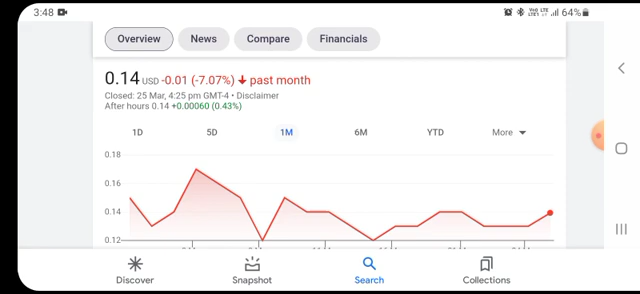 3:48 64%
Overview News Compare Financials
0.14 USD -0.01 (-7.07%) past month
Closed: 25 Mar, 4:25 pm GMT-4 • Disclaimer
After hours 0.14 +0.00060 (0.43%)
1D 5D 1M 6M YTD More
0.18
0.16
0.14
0.12
Discover Snapshot Search Collections